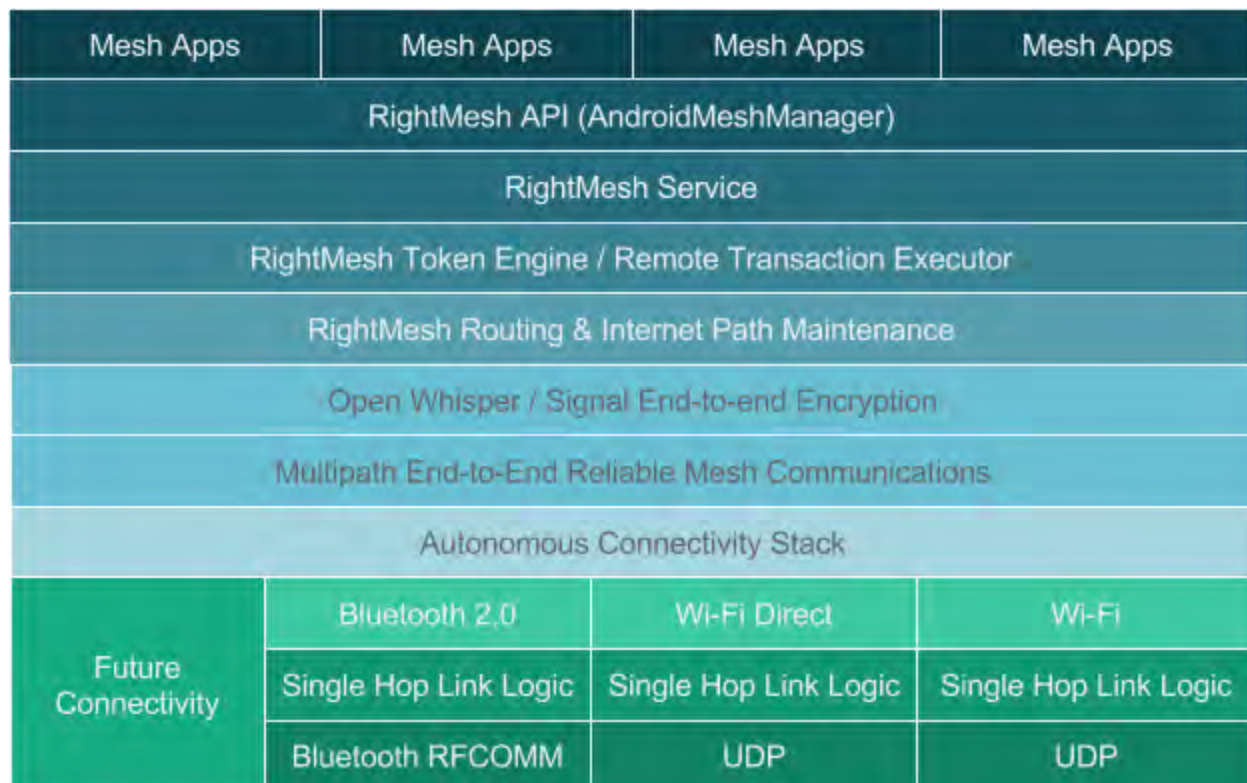 Mesh Apps Mesh Apps Mesh Apps Mesh Apps
RightMesh API (AndroidMeshManager)
RightMesh Service
RightMesh Token Engine / Remote Transaction Executor
RightMesh Routing & Internet Path Maintenance
Open Whisper / Signal End-to-end Encryption
Multipath End-to-End Reliable Mesh Communications
Autonomous Connectivity Stack
Future
Connectivity
Bluetooth 2.0 Wi-Fi Direct Wi-Fi
Single Hop Link Logic Single Hop Link Logic Single Hop Link Logic
Bluetooth RFCOMM UDP UDP